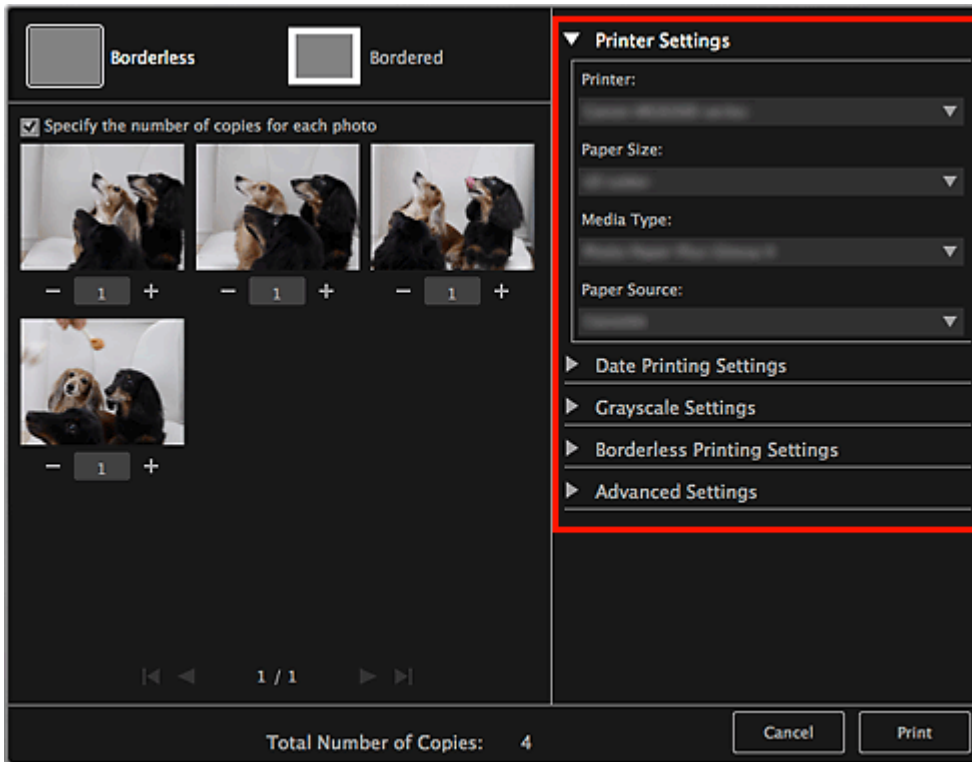 Borderless
Bordered
Specify the number of copies for each photo
1
1
1
1
1 / 1
Total Number of Copies: 4
Printer Settings
Printer:
Paper Size:
Media Type:
Paper Source:
Date Printing Settings
Grayscale Settings
Borderless Printing Settings
Advanced Settings
Cancel
Print